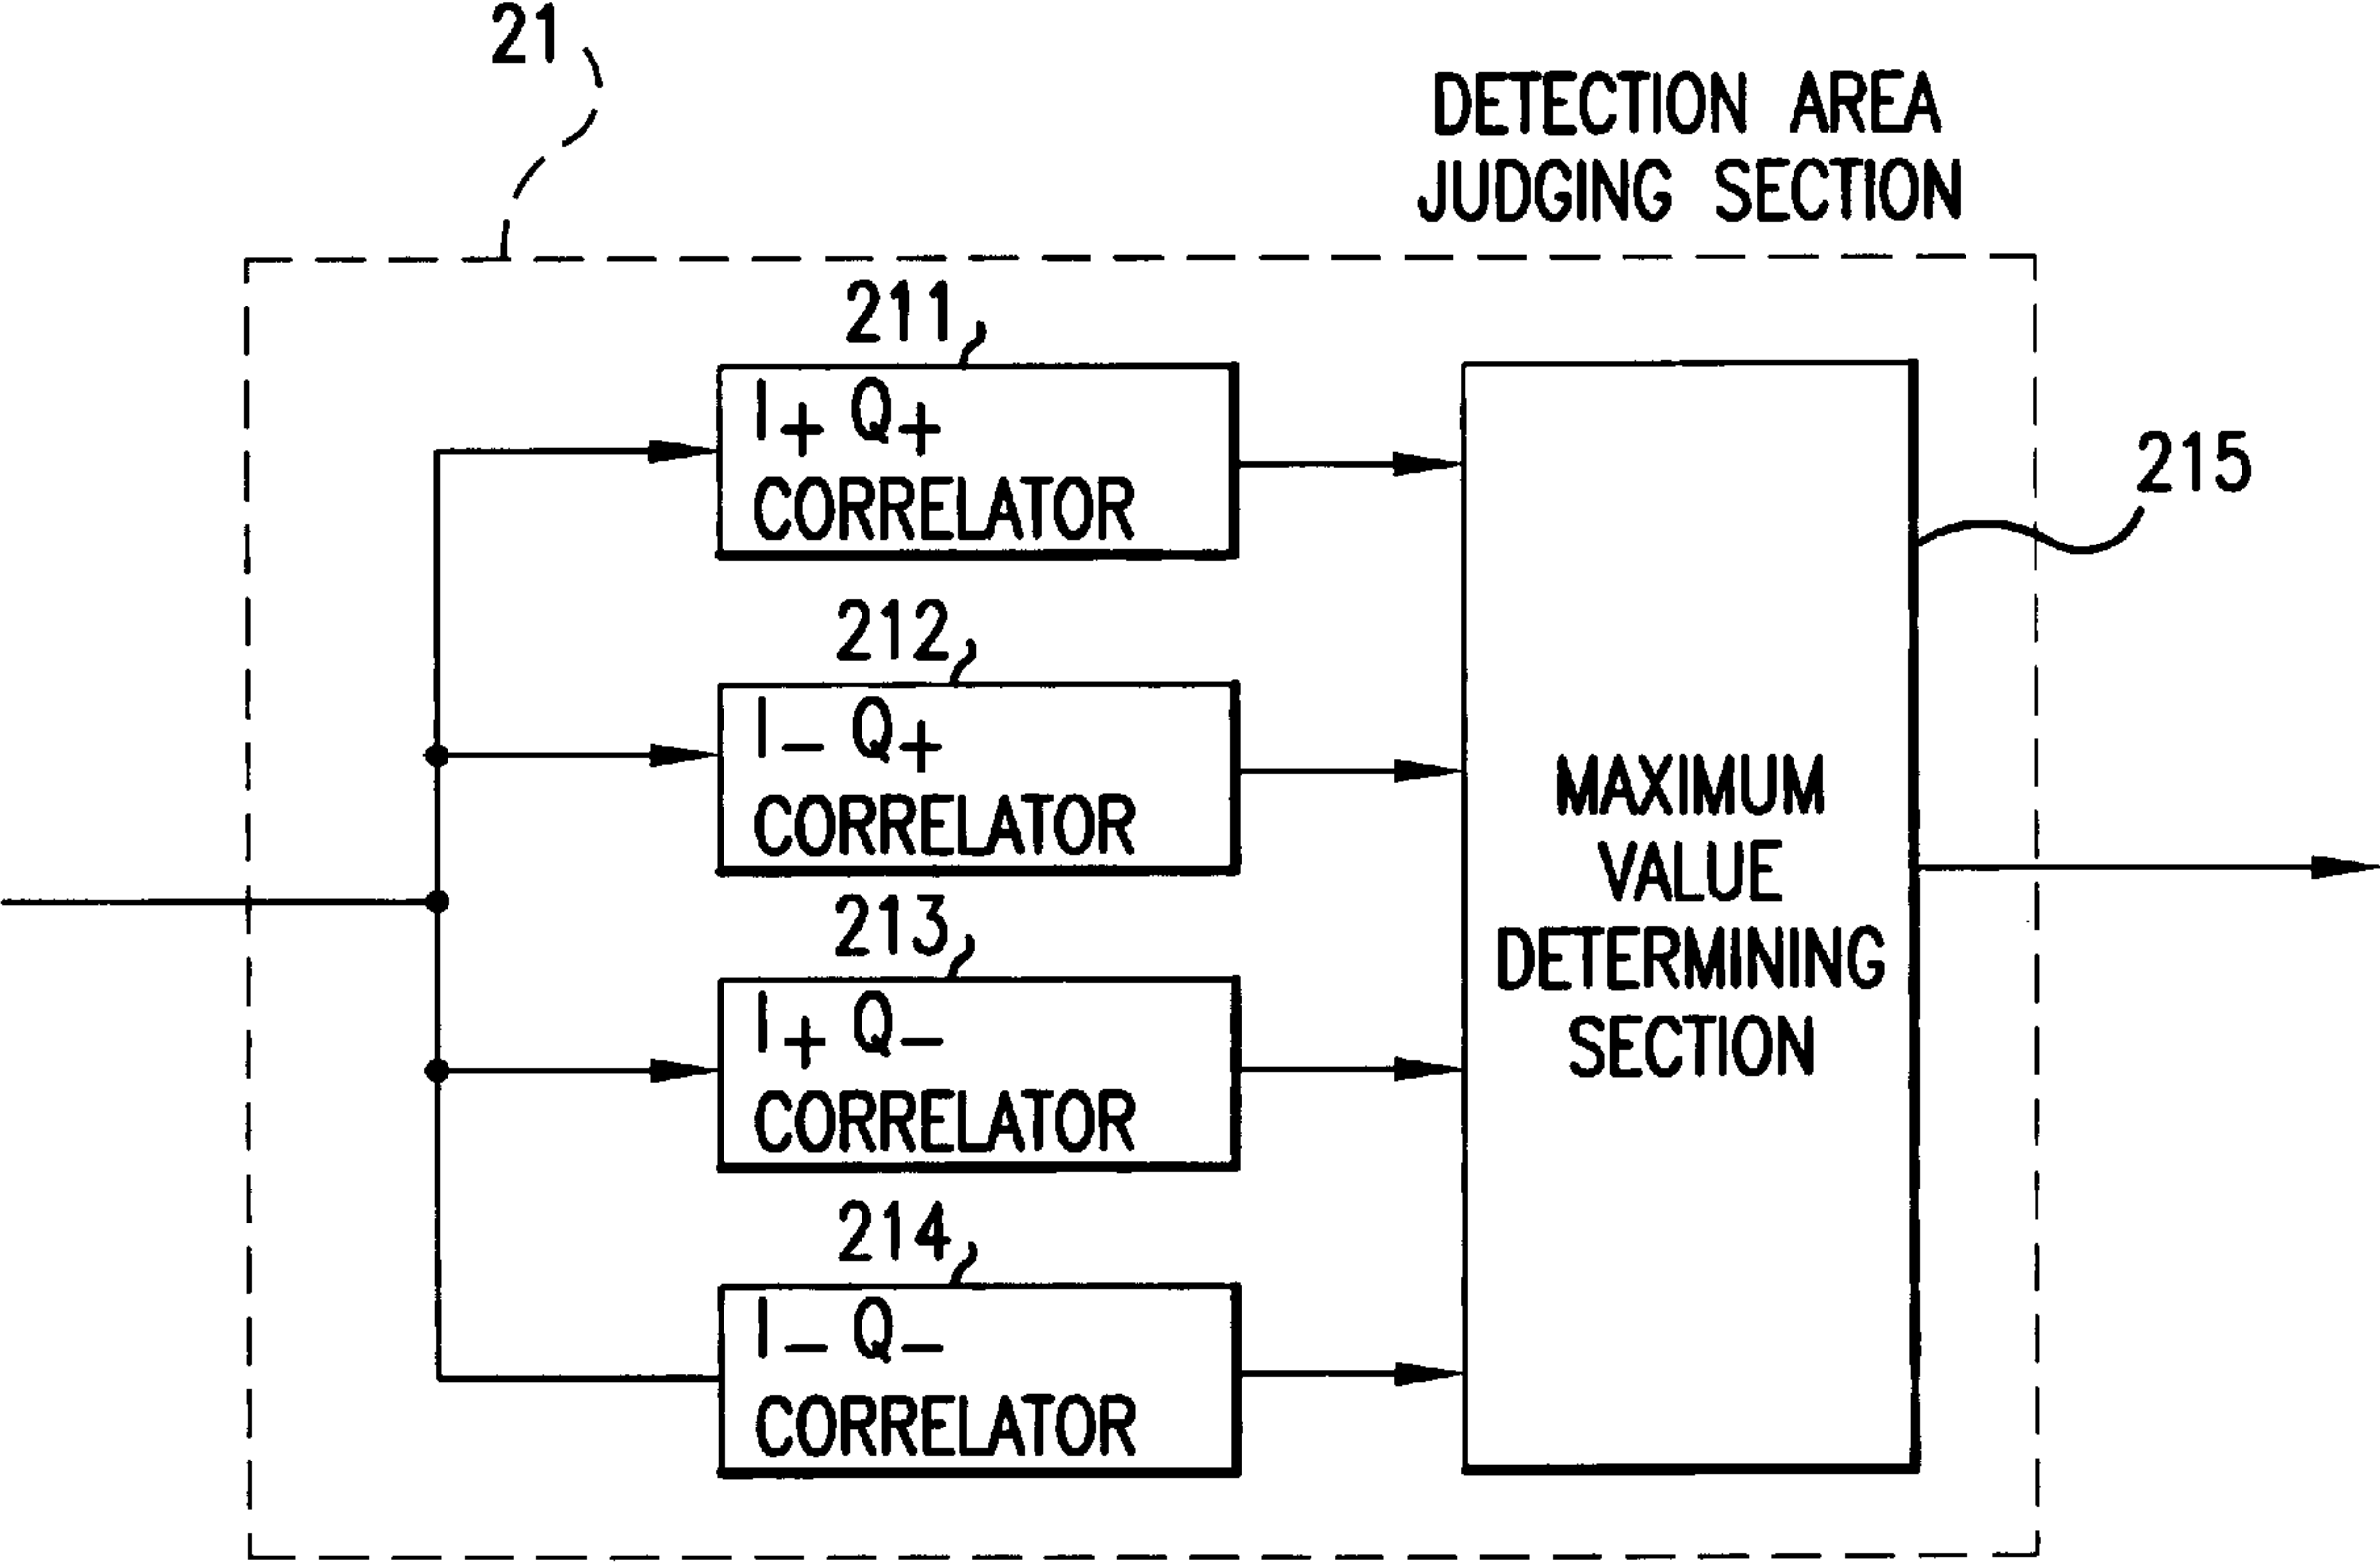 21
DETECTION AREA
JUDGING SECTION
211
I+ Q+
CORRELATOR
212
I- Q+
CORRELATOR
213
I+ Q-
CORRELATOR
214
I- Q-
CORRELATOR
MAXIMUM
VALUE
DETERMINING
SECTION
215